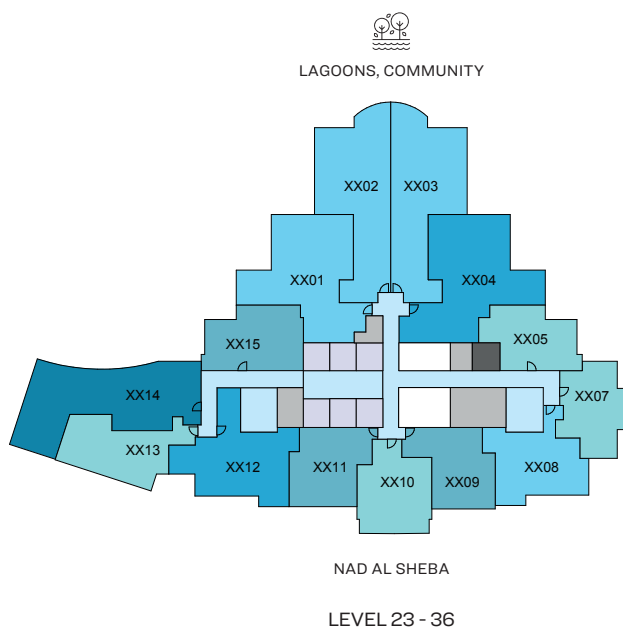 LAGOONS, COMMUNITY
XX02
XX03
XX01
XX04
XX15
XX05
XX14
XX07
XX13
XX12
XX11
XX10
XX09
XX08
NAD AL SHEBA
LEVEL 23 - 36